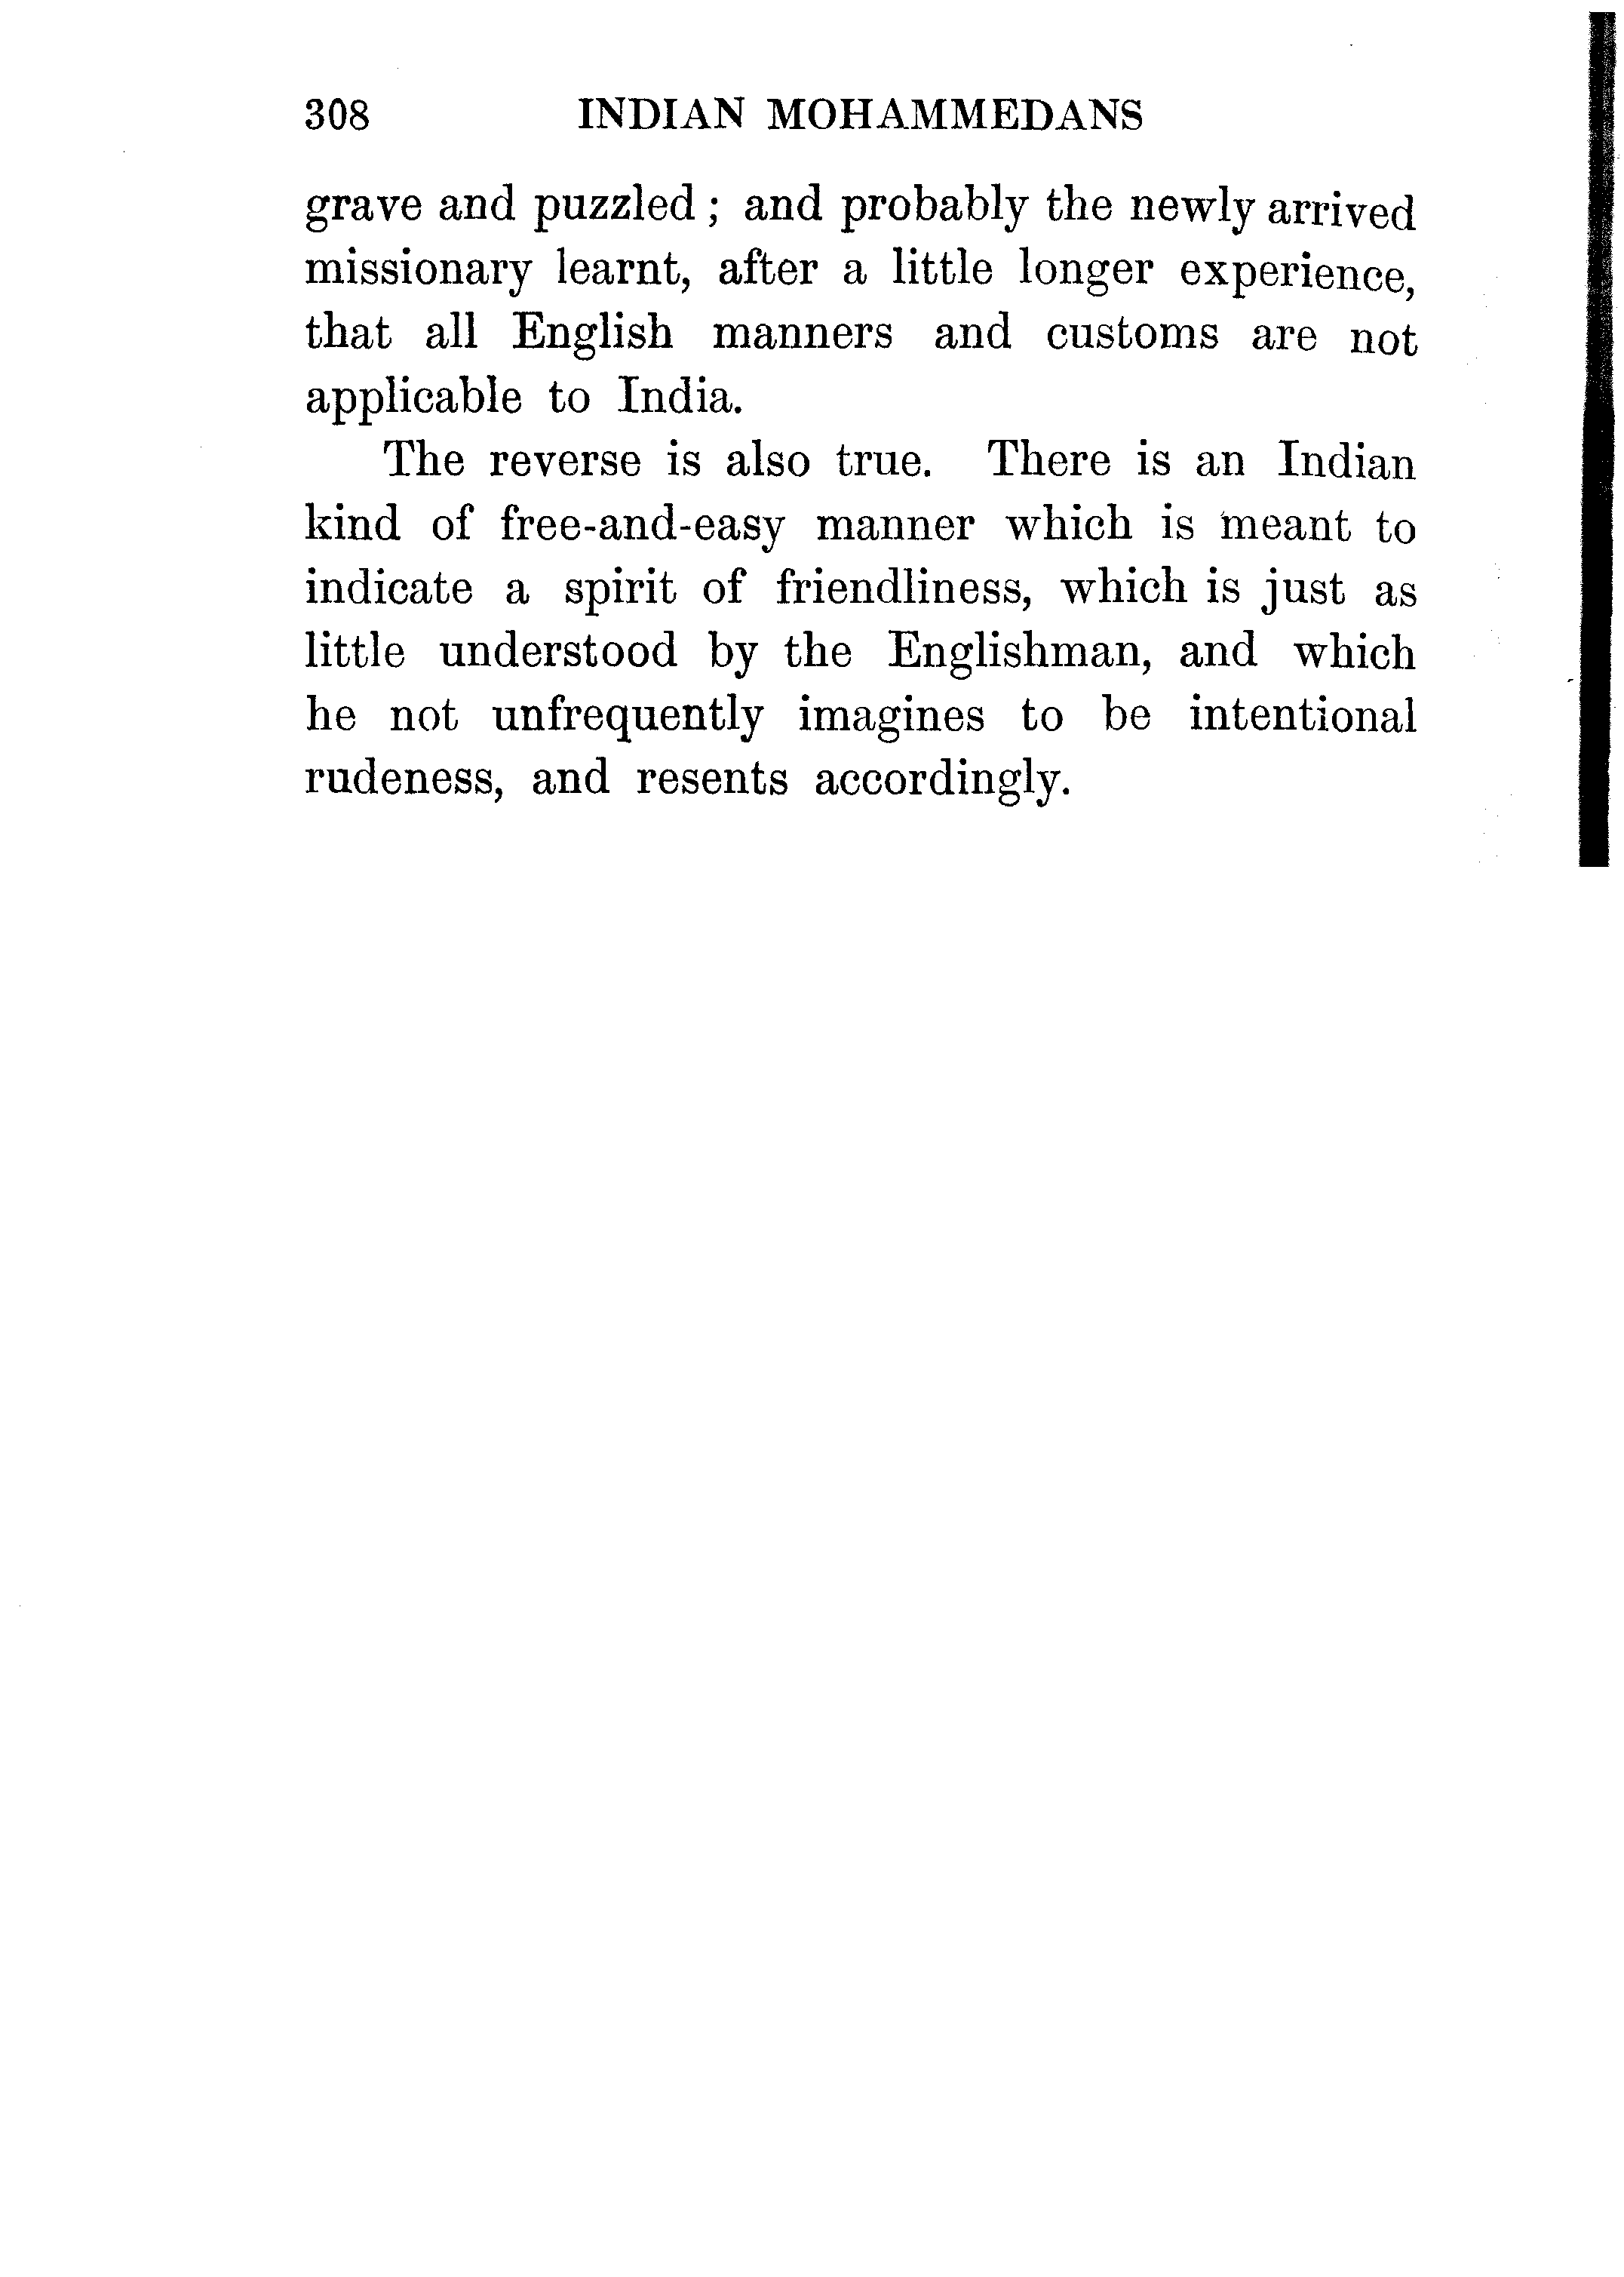 308 INDIAN MOHAMMEDANS
grave and puzzled ; and probably the newly arrived
missionary learnt, after a little longer experience,
that all English manners and customs are not
applicable to India.
The reverse is also true. There is an Indian
kind of free-and-easy manner which is meant to
indicate a spirit of friendliness, which is just as
little understood by the Englishman, and which
he not unfrequently imagines to be intentional
rudeness, and resents accordingly.